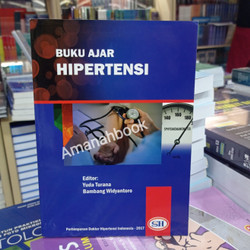 BUKU AJAR
HIPERTENSI
Amanahbook
Editor:
Yuda Turana
Bambang Widyantoro
Perhimpunan Dokter Hipertensi Indonesia - 2017